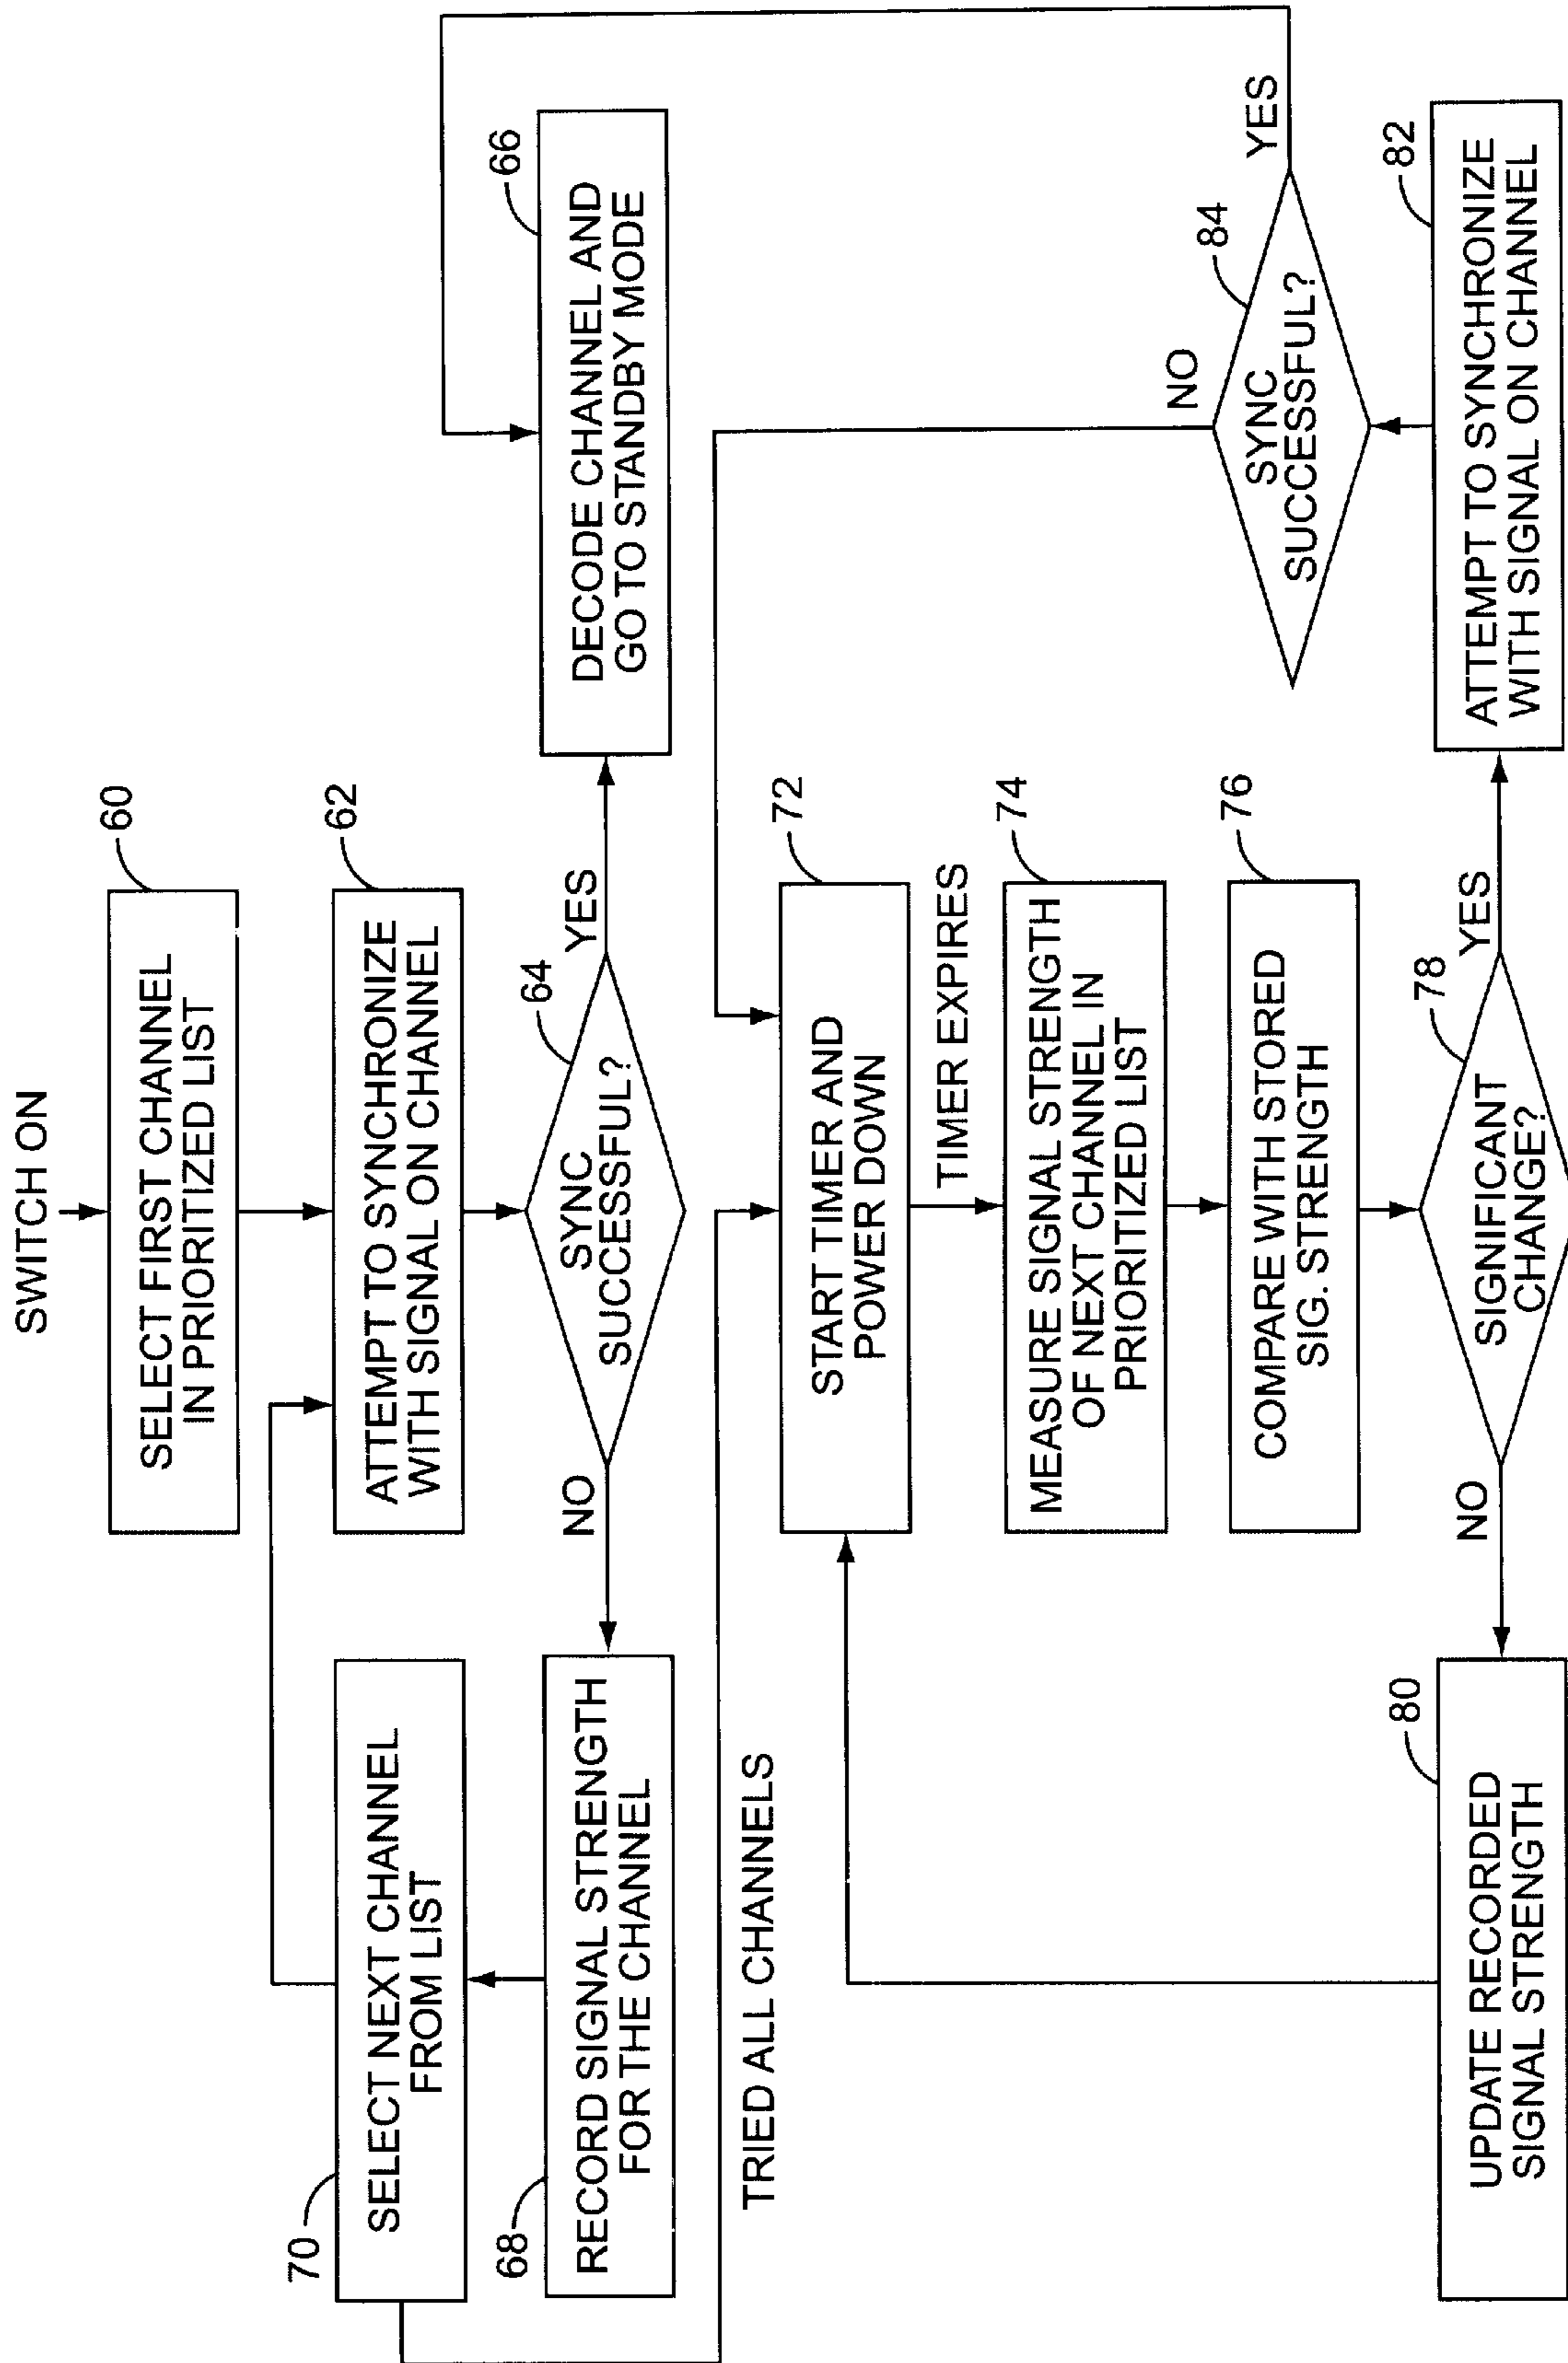 SWITCH ON
60
SELECT FIRST CHANNEL
IN PRIORITIZED LIST
62
ATTEMPT TO SYNCHRONIZE
WITH SIGNAL ON CHANNEL
64
SYNC
SUCCESSFUL?
YES
NO
66
DECODE CHANNEL AND
GO TO STANDBY MODE
70
SELECT NEXT CHANNEL
FROM LIST
68
RECORD SIGNAL STRENGTH
FOR THE CHANNEL
TRIED ALL CHANNELS
72
START TIMER AND
POWER DOWN
TIMER EXPIRES
74
MEASURE SIGNAL STRENGTH
OF NEXT CHANNEL IN
PRIORITIZED LIST
76
COMPARE WITH STORED
SIG. STRENGTH
78
SIGNIFICANT
CHANGE?
NO
YES
80
UPDATE RECORDED
SIGNAL STRENGTH
82
ATTEMPT TO SYNCHRONIZE
WITH SIGNAL ON CHANNEL
84
SYNC
SUCCESSFUL?
NO
YES